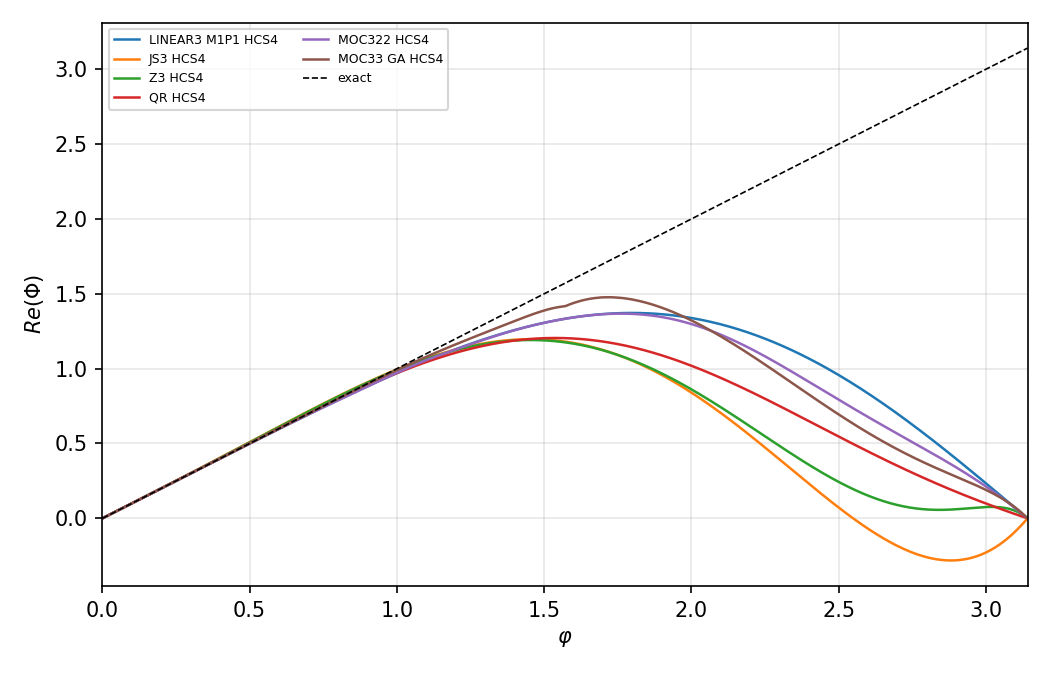 LINEAR3 M1P1 HCS4
JS3 HCS4
Z3 HCS4
QR HCS4
MOC322 HCS4
MOC33 GA HCS4
exact
3.0
2.5
2.0
1.5
1.0
0.5
0.0
Re(Φ)
0.0 0.5 1.0 1.5 2.0 2.5 3.0
φ